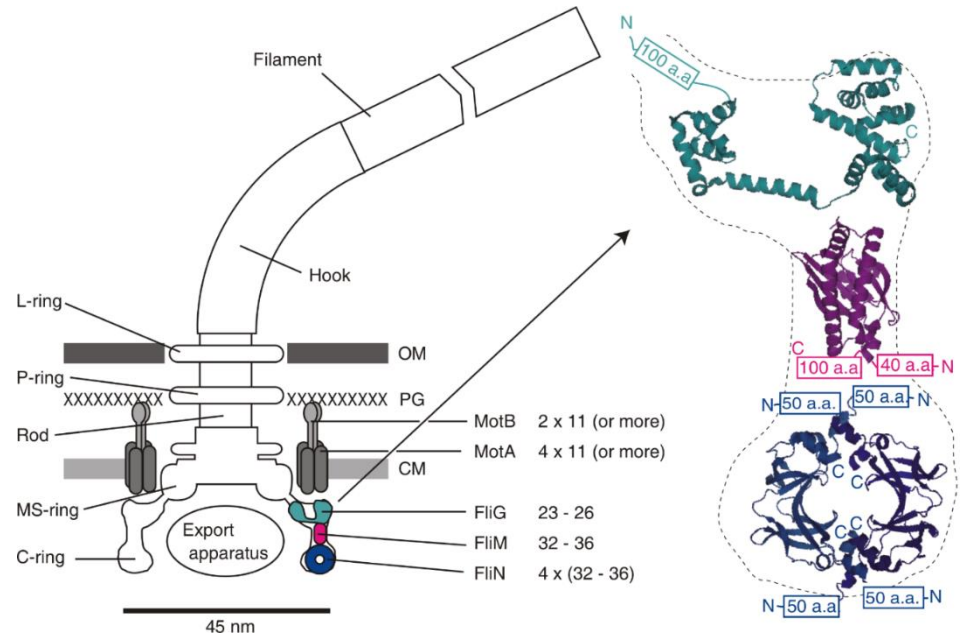 Filament
Hook
L-ring
OM
P-ring
XXXXXXXXXX
XXXXXXXXXX
PG
Rod
MotB 2 x 11 (or more)
MotA 4 x 11 (or more)
CM
MS-ring
Export
apparatus
FliG 23 - 26
FliM 32 - 36
C-ring
FliN 4 x (32 - 36)
45 nm
N
100 a.a
C
C
100 a.a
40 a.a-N
N-50 a.a.
50 a.a-N
C
C
C
C
N-50 a.a
50 a.a.-N